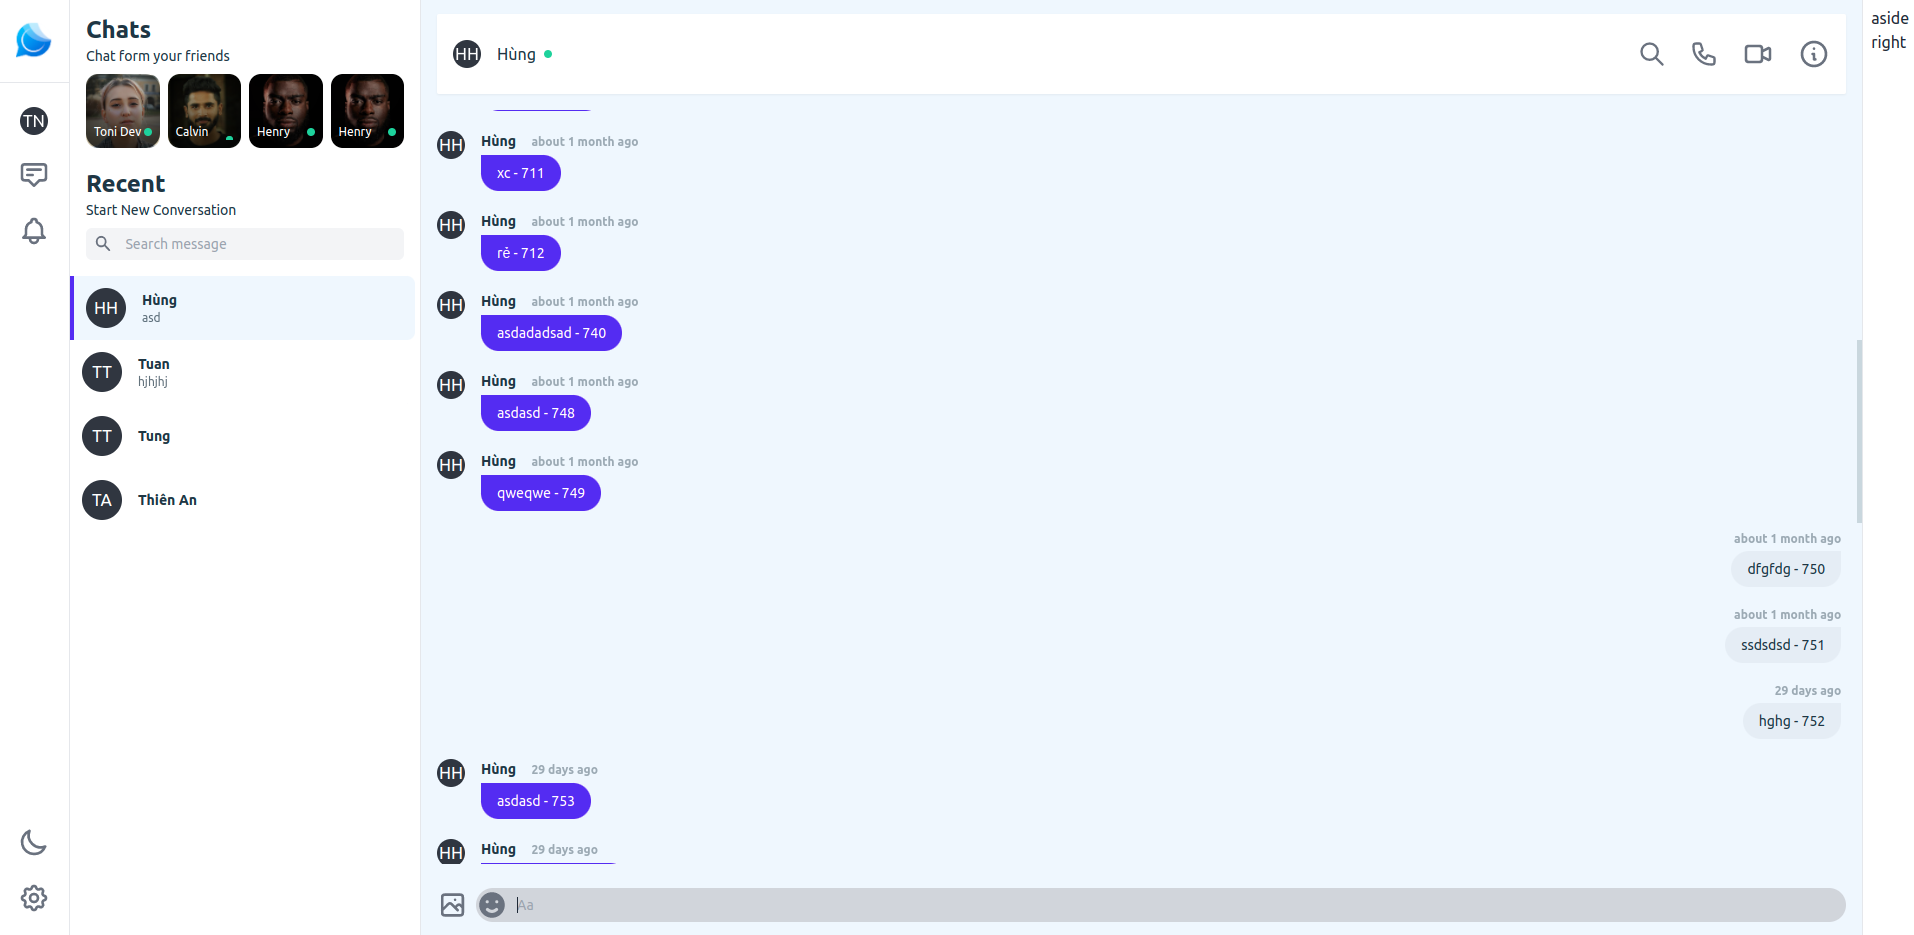 Chats
Chat form your friends
Toni Dev
Calvin
Henry
Henry
TN
Recent
Start New Conversation
Search message
HH
Hùng
asd
TT
Tuan
hjhjhj
TT
Tung
TA
Thiên An
HH
Hùng
HH
Hùng about 1 month ago
xc - 711
HH
Hùng about 1 month ago
rẻ - 712
HH
Hùng about 1 month ago
asdadadsad - 740
HH
Hùng about 1 month ago
asdasd - 748
HH
Hùng about 1 month ago
qweqwe - 749
about 1 month ago
dfgfdg - 750
about 1 month ago
ssdsdsd - 751
29 days ago
hghg - 752
HH
Hùng 29 days ago
asdasd - 753
HH
Hùng 29 days ago
Aa
aside
right